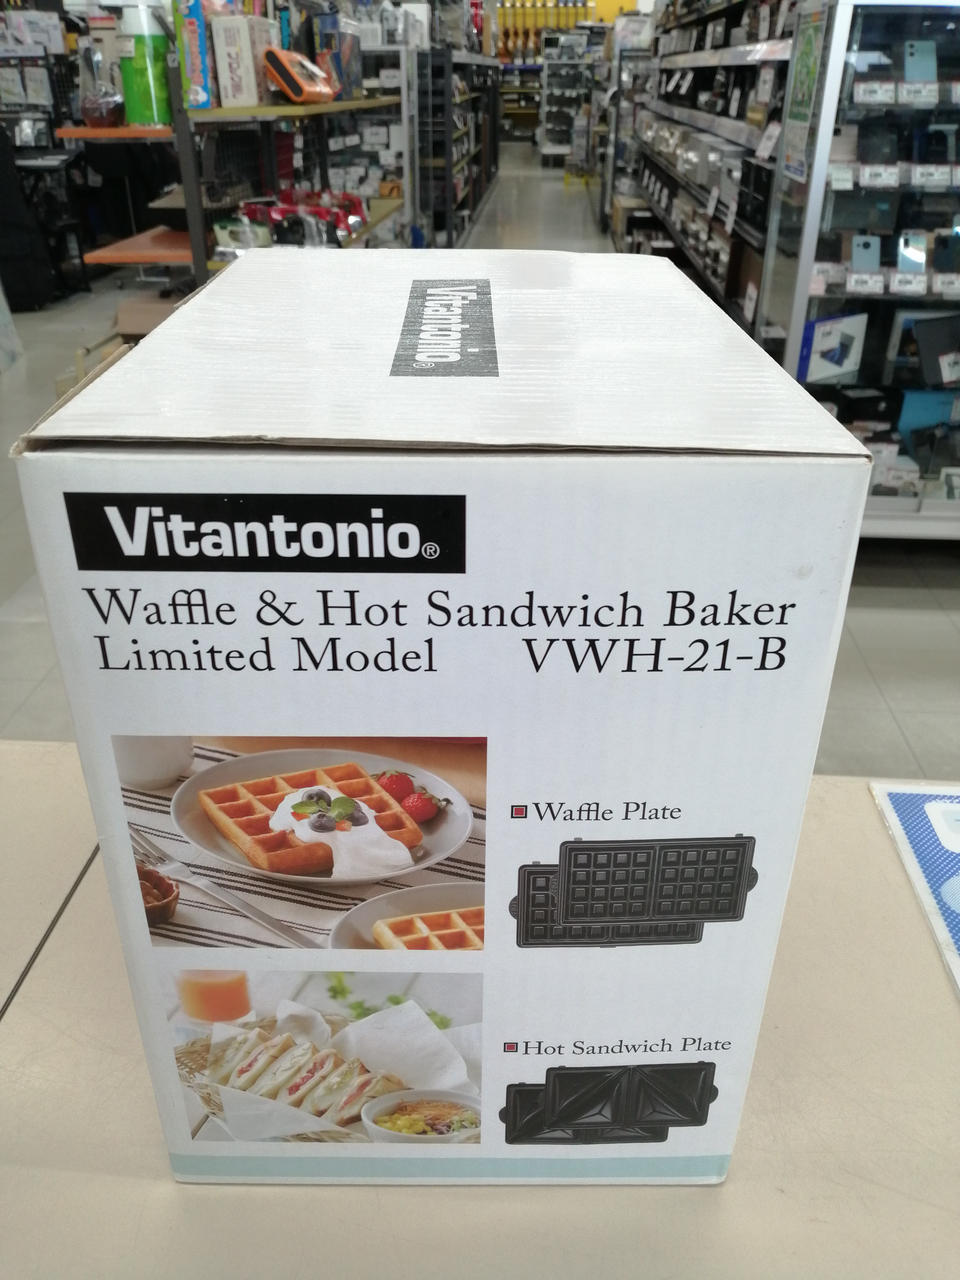 Vitantonio®
Vitantonio®
Waffle & Hot Sandwich Baker
Limited Model VWH-21-B
Waffle Plate
Hot Sandwich Plate